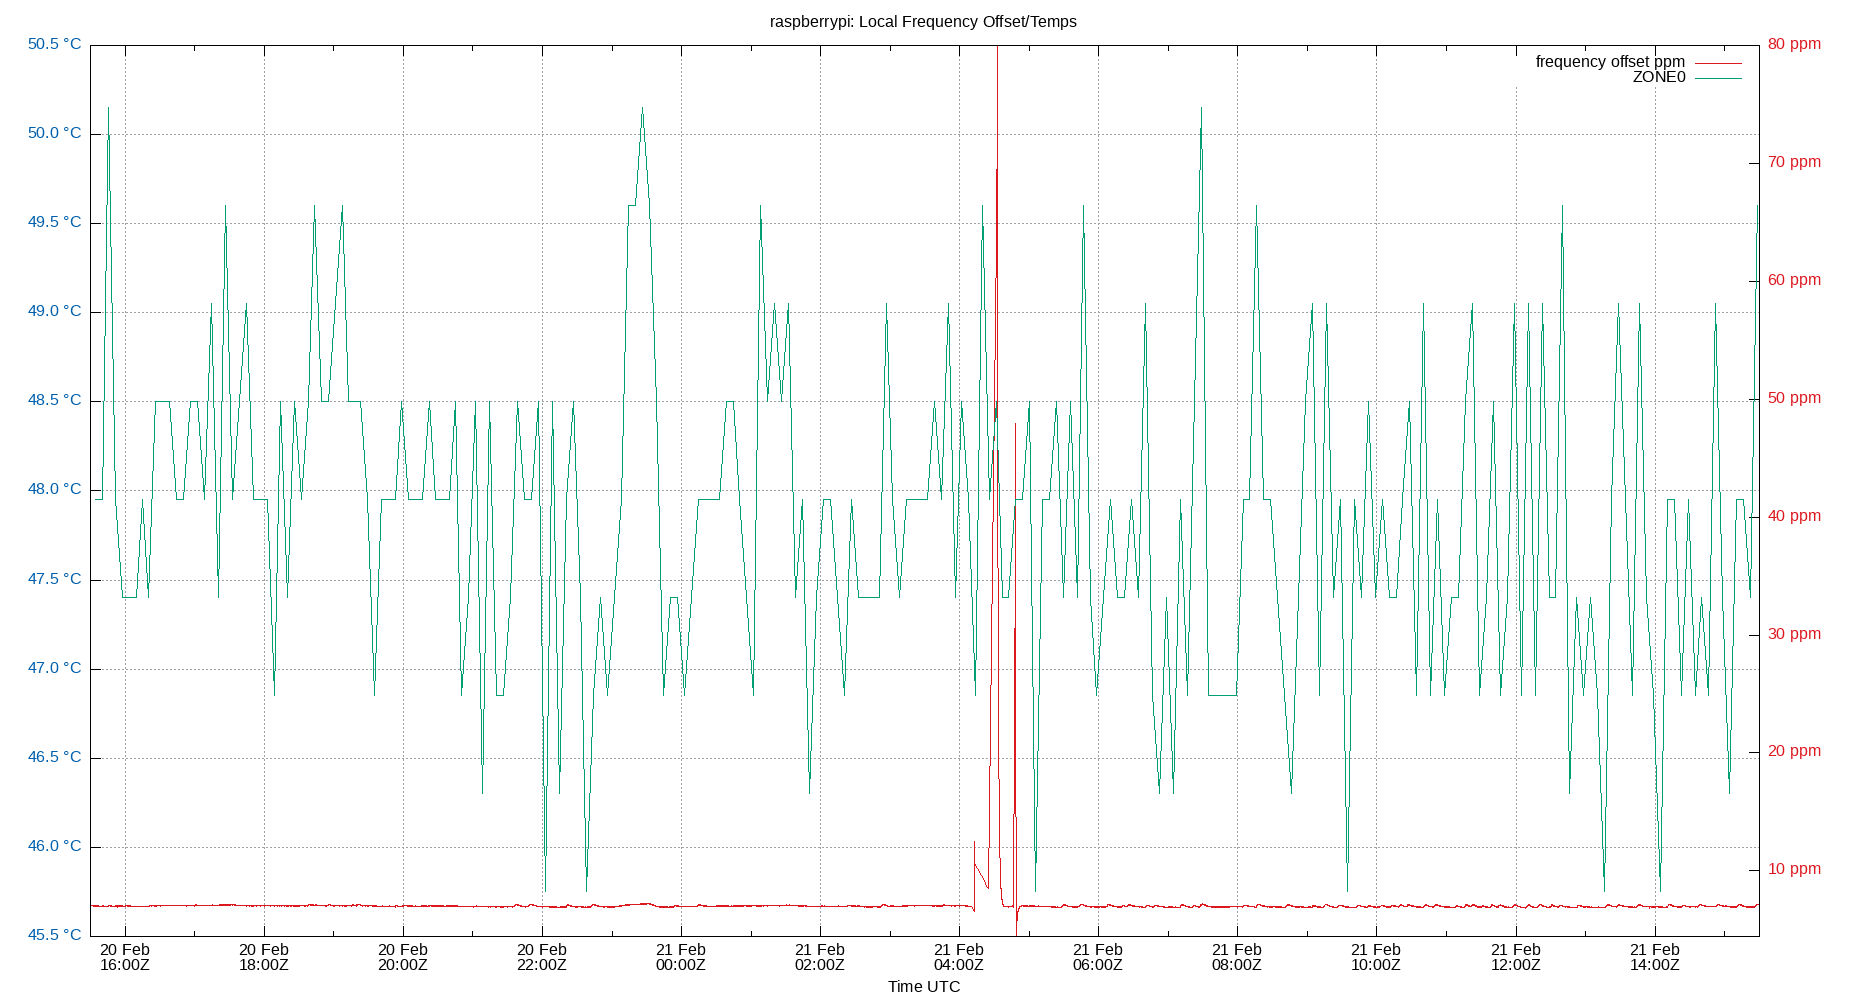 raspberrypi: Local Frequency Offset/Temps
50.5 °C
50.0 °C
49.5 °C
49.0 °C
48.5 °C
48.0 °C
47.5 °C
47.0 °C
46.5 °C
46.0 °C
45.5 °C
80 ppm
70 ppm
60 ppm
50 ppm
40 ppm
30 ppm
20 ppm
10 ppm
frequency offset ppm
ZONE0
20 Feb
16:00Z
20 Feb
18:00Z
20 Feb
20:00Z
20 Feb
22:00Z
21 Feb
00:00Z
21 Feb
02:00Z
21 Feb
04:00Z
21 Feb
06:00Z
21 Feb
08:00Z
21 Feb
10:00Z
21 Feb
12:00Z
21 Feb
14:00Z
Time UTC